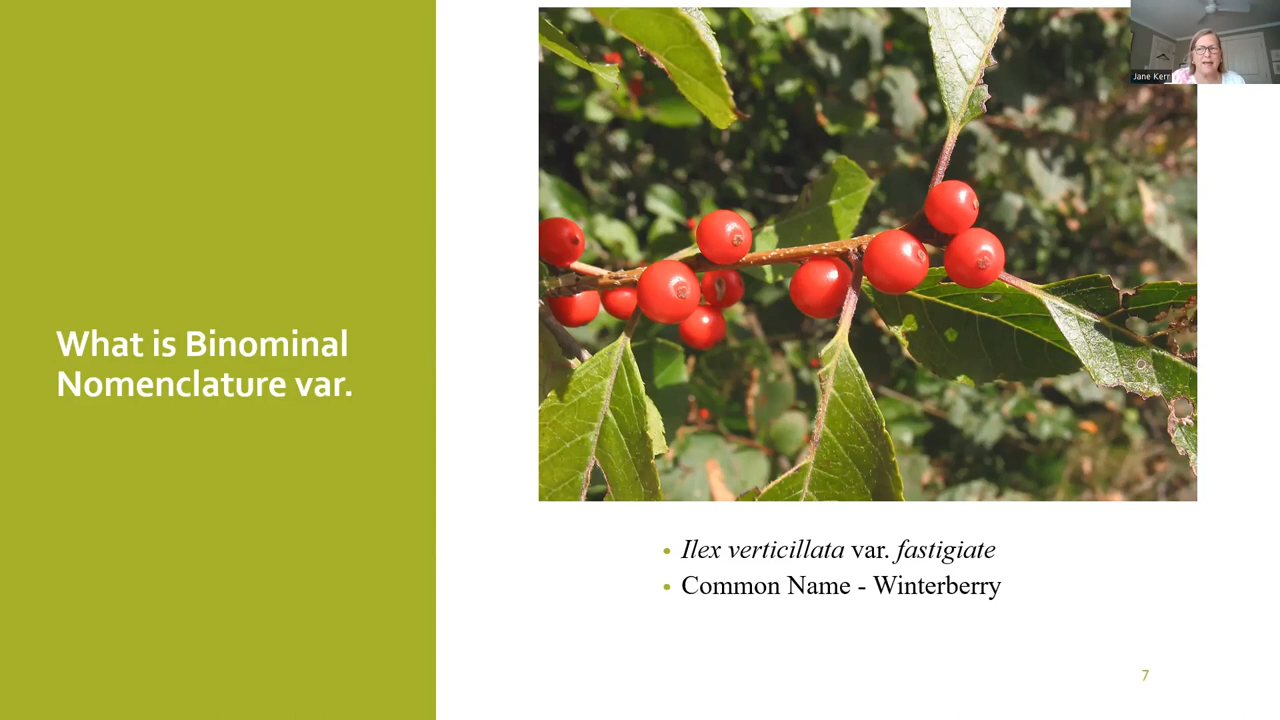 What is Binominal
Nomenclature var.
Jane Kerr
• Ilex verticillata var. fastigiate
• Common Name - Winterberry
7